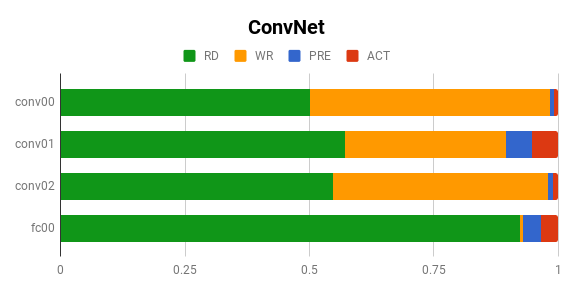 ConvNet
RD WR PRE ACT
conv00
conv01
conv02
fc00
0 0.25 0.5 0.75 1